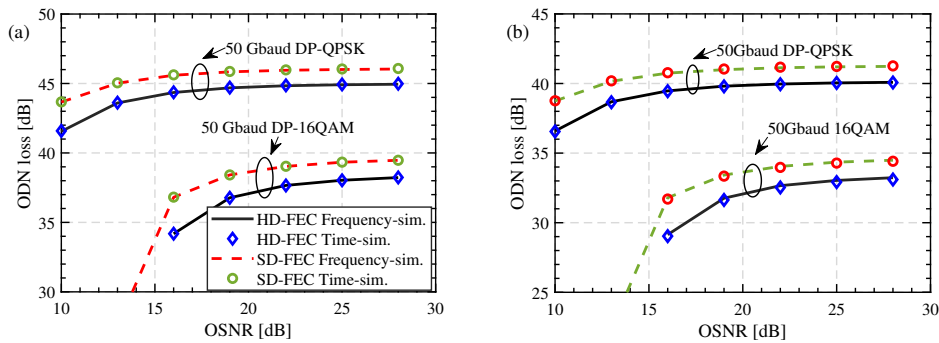 (a)
50 Gbaud DP-QPSK
50 Gbaud DP-16QAM
HD-FEC Frequency-sim.
HD-FEC Time-sim.
SD-FEC Frequency-sim.
SD-FEC Time-sim.
ODN loss [dB]
50
45
40
35
30
10 15 20 25 30
OSNR [dB]
(b)
50Gbaud DP-QPSK
50Gbaud 16QAM
ODN loss [dB]
45
40
35
30
25
10 15 20 25 30
OSNR [dB]